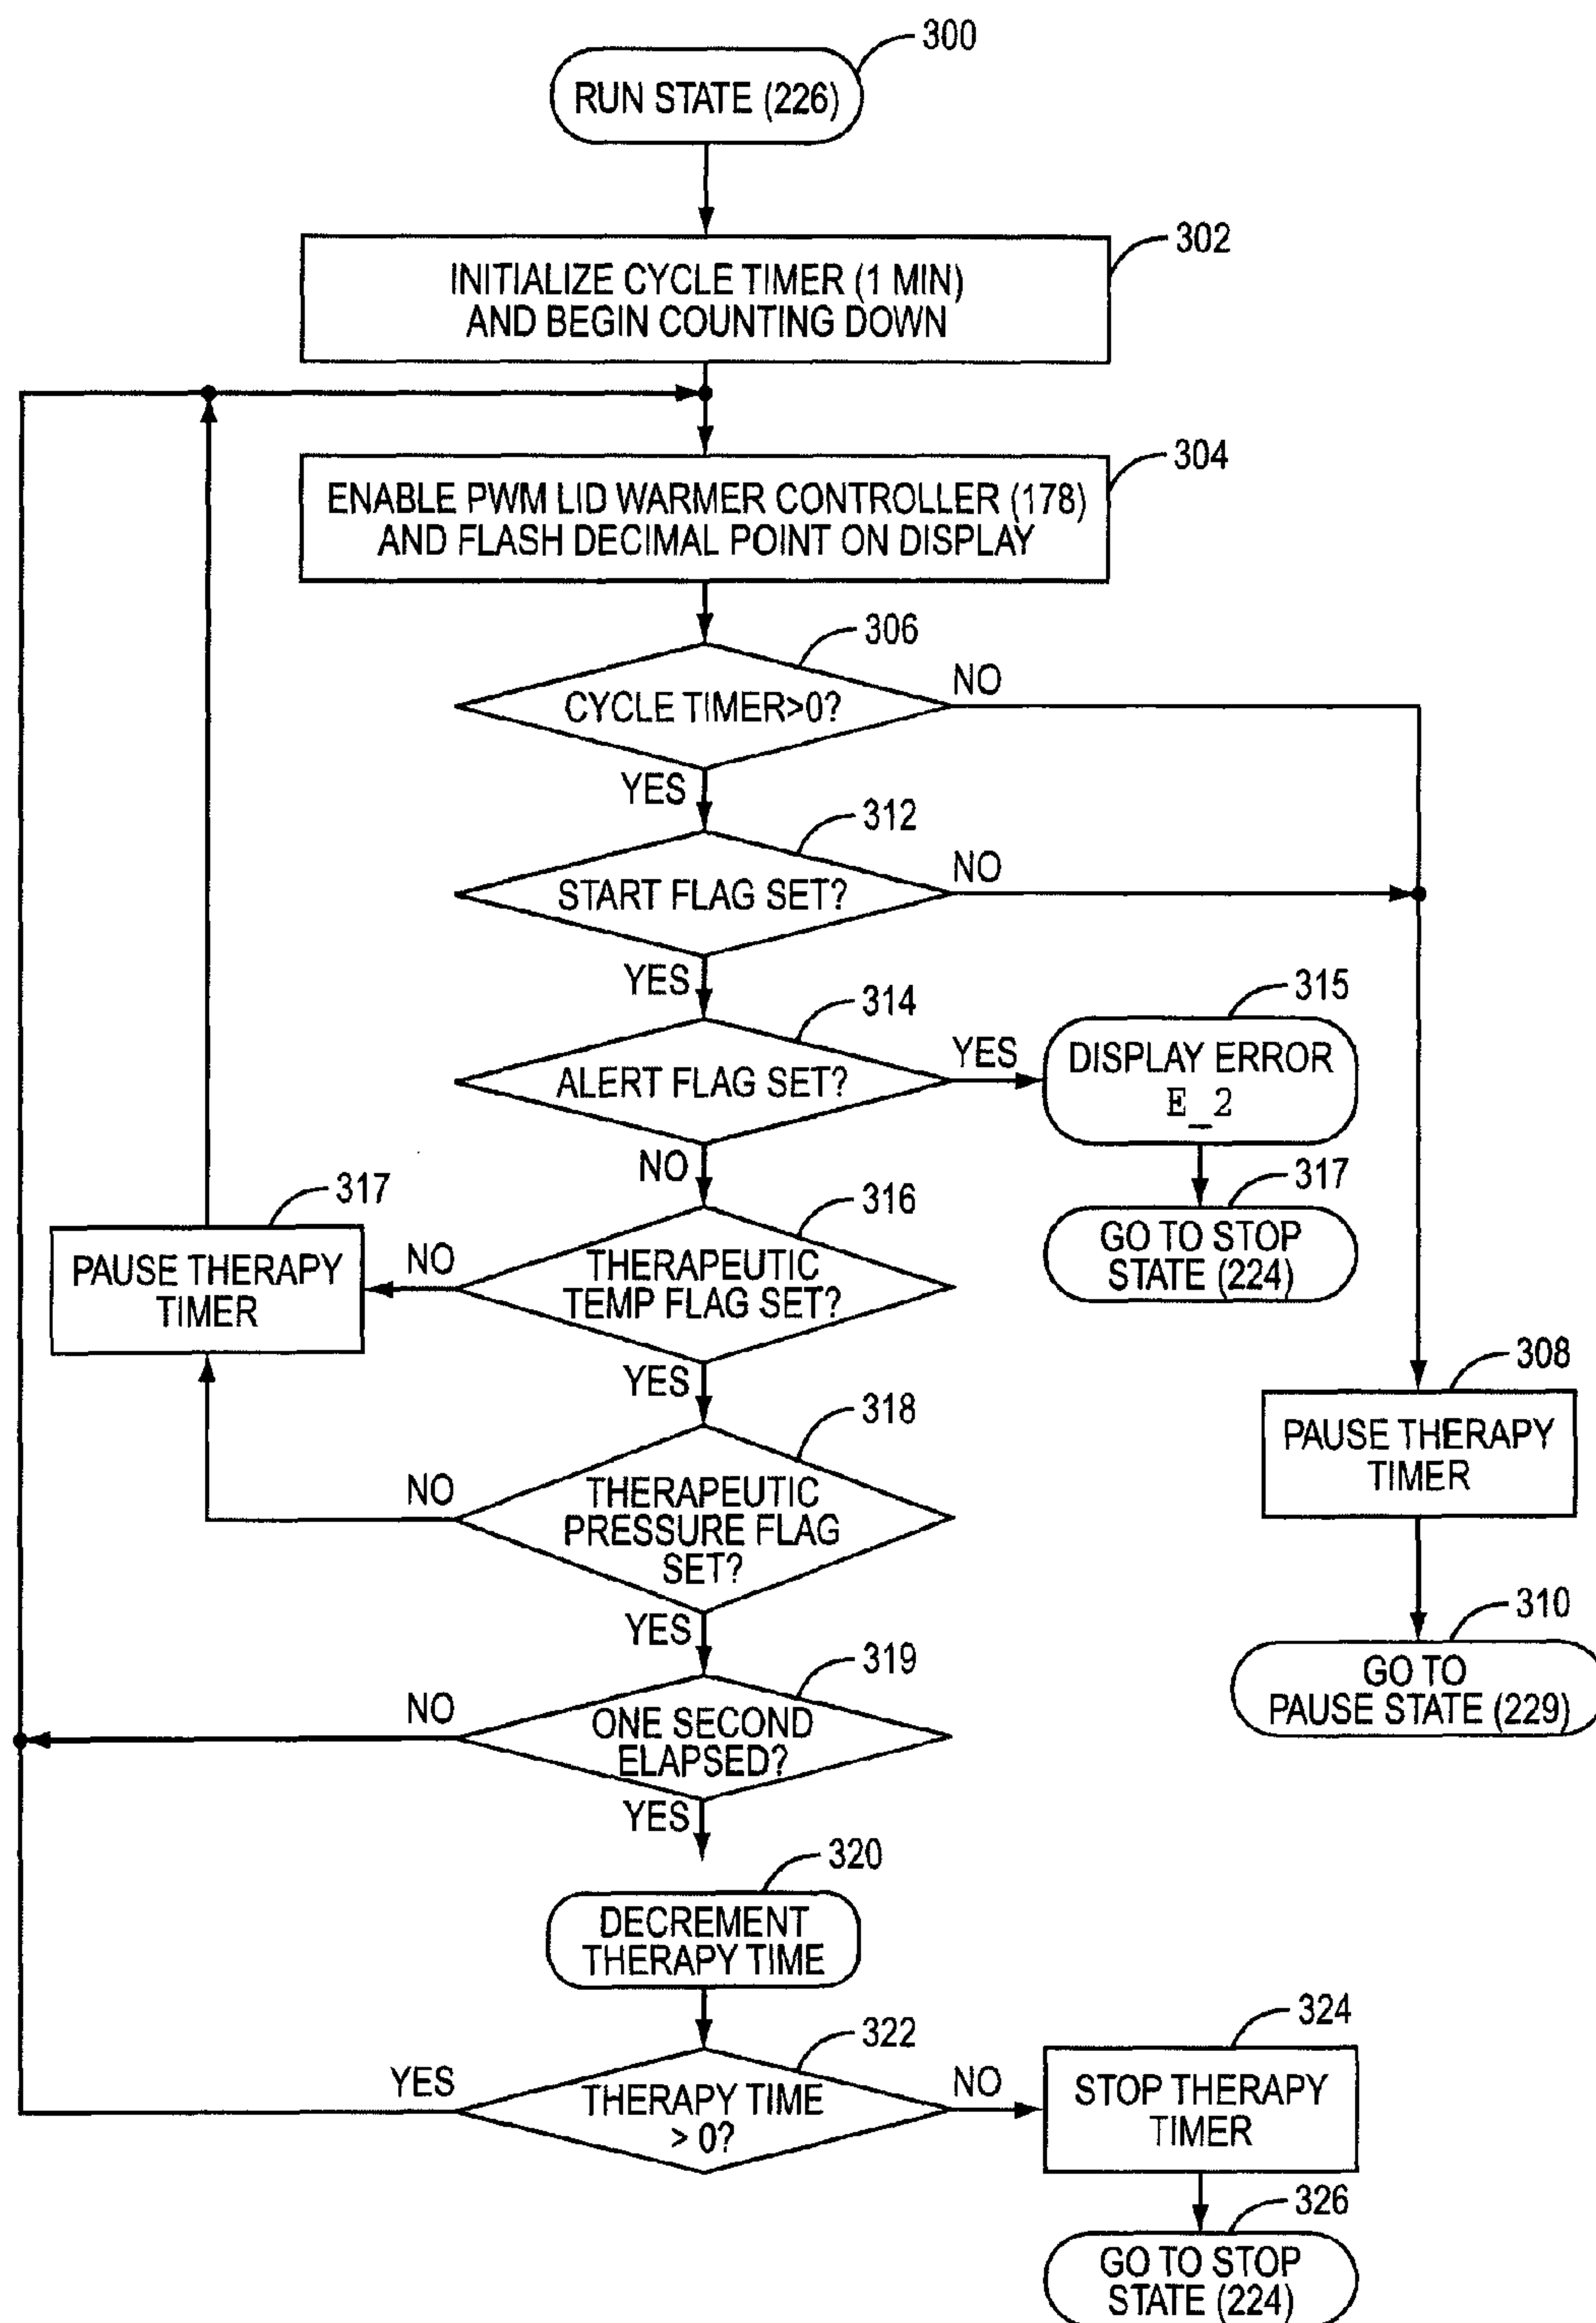 300
RUN STATE (226)
302
INITIALIZE CYCLE TIMER (1 MIN)
AND BEGIN COUNTING DOWN
304
ENABLE PWM LID WARMER CONTROLLER (178)
AND FLASH DECIMAL POINT ON DISPLAY
306
CYCLE TIMER>0?
NO
YES
312
START FLAG SET?
NO
YES
314
ALERT FLAG SET?
YES
315
DISPLAY ERROR
E_2
NO
317
GO TO STOP
STATE (224)
316
THERAPEUTIC
TEMP FLAG SET?
NO
317
PAUSE THERAPY
TIMER
YES
308
PAUSE THERAPY
TIMER
318
THERAPEUTIC
PRESSURE FLAG
SET?
NO
YES
310
GO TO
PAUSE STATE (229)
319
ONE SECOND
ELAPSED?
NO
YES
320
DECREMENT
THERAPY TIME
322
THERAPY TIME
> 0?
YES
NO
324
STOP THERAPY
TIMER
326
GO TO STOP
STATE (224)